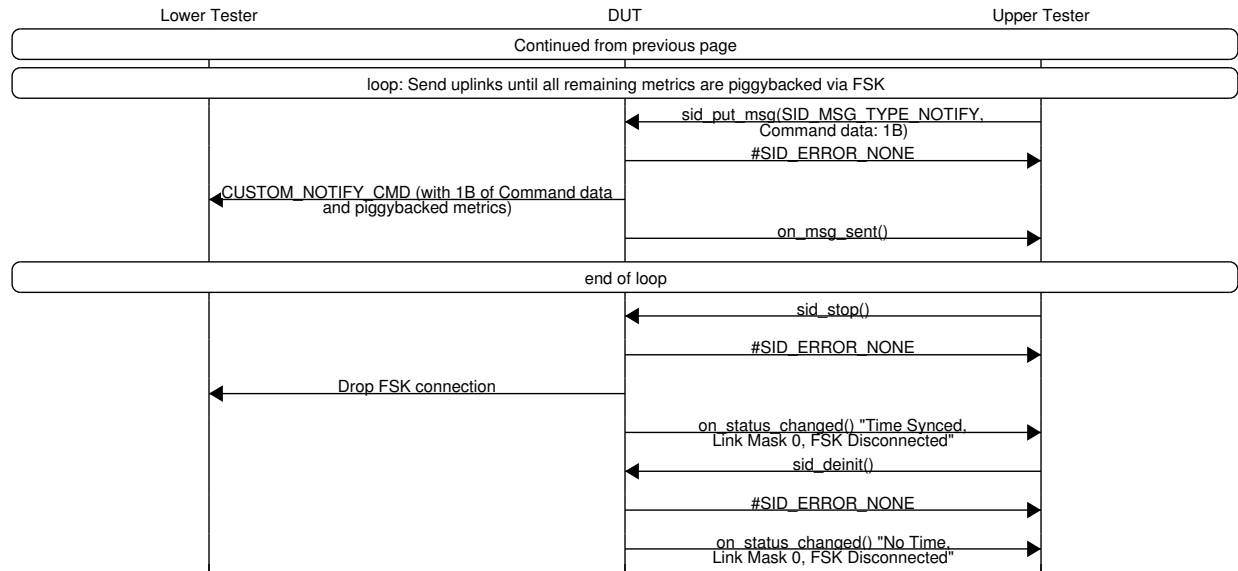 Lower Tester DUT Upper Tester
Continued from previous page
loop: Send uplinks until all remaining metrics are piggybacked via FSK
sid_put_msg(SID_MSG_TYPE_NOTIFY,
Command data: 1B)
#SID_ERROR_NONE
CUSTOM_NOTIFY_CMD (with 1B of Command data
and piggybacked metrics)
on_msg_sent()
end of loop
sid_stop()
#SID_ERROR_NONE
Drop FSK connection
on_status_changed() "Time Synced,
Link Mask 0, FSK Disconnected"
sid_deinit()
#SID_ERROR_NONE
on_status_changed() "No Time,
Link Mask 0, FSK Disconnected"